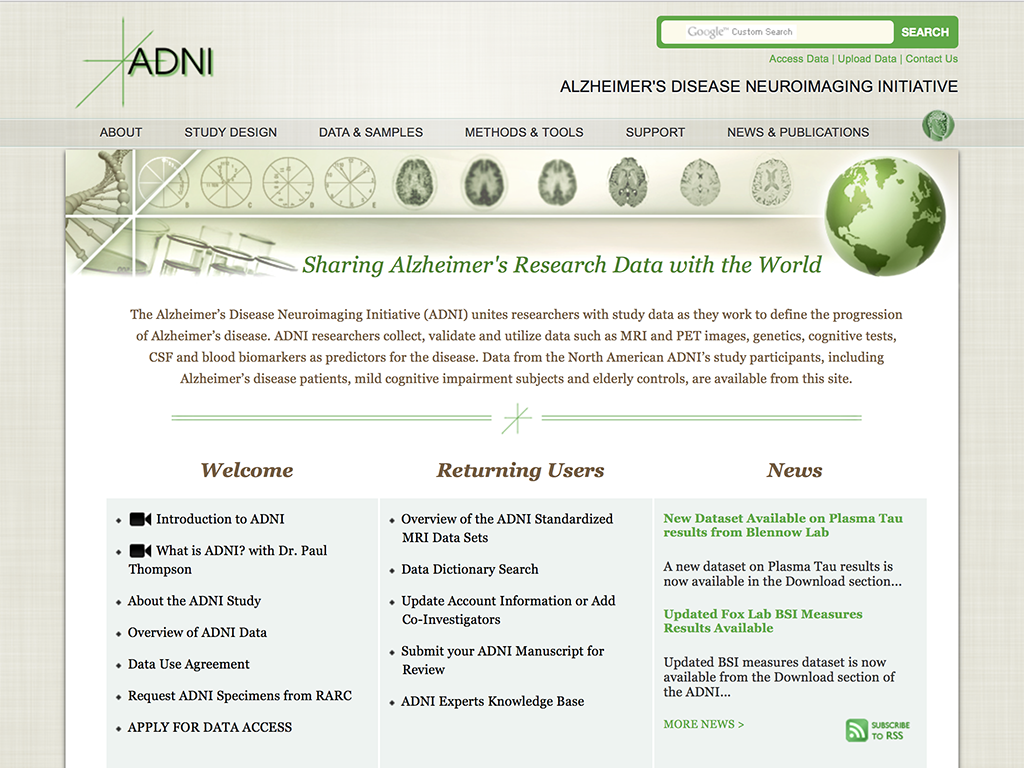 ADNI
Google™ Custom Search
SEARCH
Access Data | Upload Data | Contact Us
ALZHEIMER'S DISEASE NEUROIMAGING INITIATIVE
ABOUT
STUDY DESIGN
DATA & SAMPLES
METHODS & TOOLS
SUPPORT
NEWS & PUBLICATIONS
B
C
D
E
Sharing Alzheimer's Research Data with the World
The Alzheimer’s Disease Neuroimaging Initiative (ADNI) unites researchers with study data as they work to define the progression
of Alzheimer’s disease. ADNI researchers collect, validate and utilize data such as MRI and PET images, genetics, cognitive tests,
CSF and blood biomarkers as predictors for the disease. Data from the North American ADNI’s study participants, including
Alzheimer’s disease patients, mild cognitive impairment subjects and elderly controls, are available from this site.
Welcome
Introduction to ADNI
What is ADNI? with Dr. Paul
Thompson
About the ADNI Study
Overview of ADNI Data
Data Use Agreement
Request ADNI Specimens from RARC
APPLY FOR DATA ACCESS
Returning Users
Overview of the ADNI Standardized
MRI Data Sets
Data Dictionary Search
Update Account Information or Add
Co-Investigators
Submit your ADNI Manuscript for
Review
ADNI Experts Knowledge Base
News
New Dataset Available on Plasma Tau
results from Blennow Lab
A new dataset on Plasma Tau results is
now available in the Download section...
Updated Fox Lab BSI Measures
Results Available
Updated BSI measures dataset is now
available from the Download section of
the ADNI...
MORE NEWS >
SUBSCRIBE
TO RSS